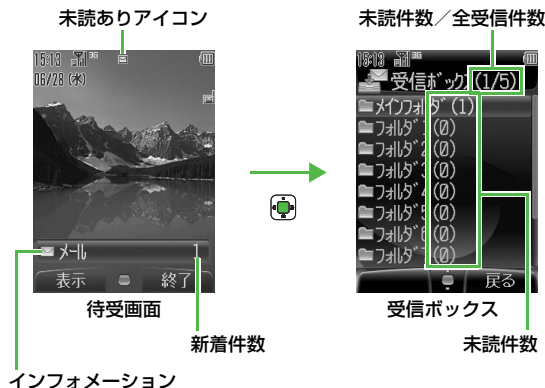 未読ありアイコン
未読件数／全受信件数
15:13 3G
06/28 (水)
メール 1
表示 終了
待受画面
新着件数
インフォメーション
15:13 3G
受信ﾎﾞｯｸｽ (1/5)
ﾒｲﾝﾌｫﾙﾀﾞ (1)
ﾌｫﾙﾀﾞ1 (0)
ﾌｫﾙﾀﾞ2 (0)
ﾌｫﾙﾀﾞ3 (0)
ﾌｫﾙﾀﾞ4 (0)
ﾌｫﾙﾀﾞ5 (0)
ﾌｫﾙﾀﾞ6 (0)
ﾌｫﾙﾀﾞ7 (0)
戻る
受信ボックス
未読件数